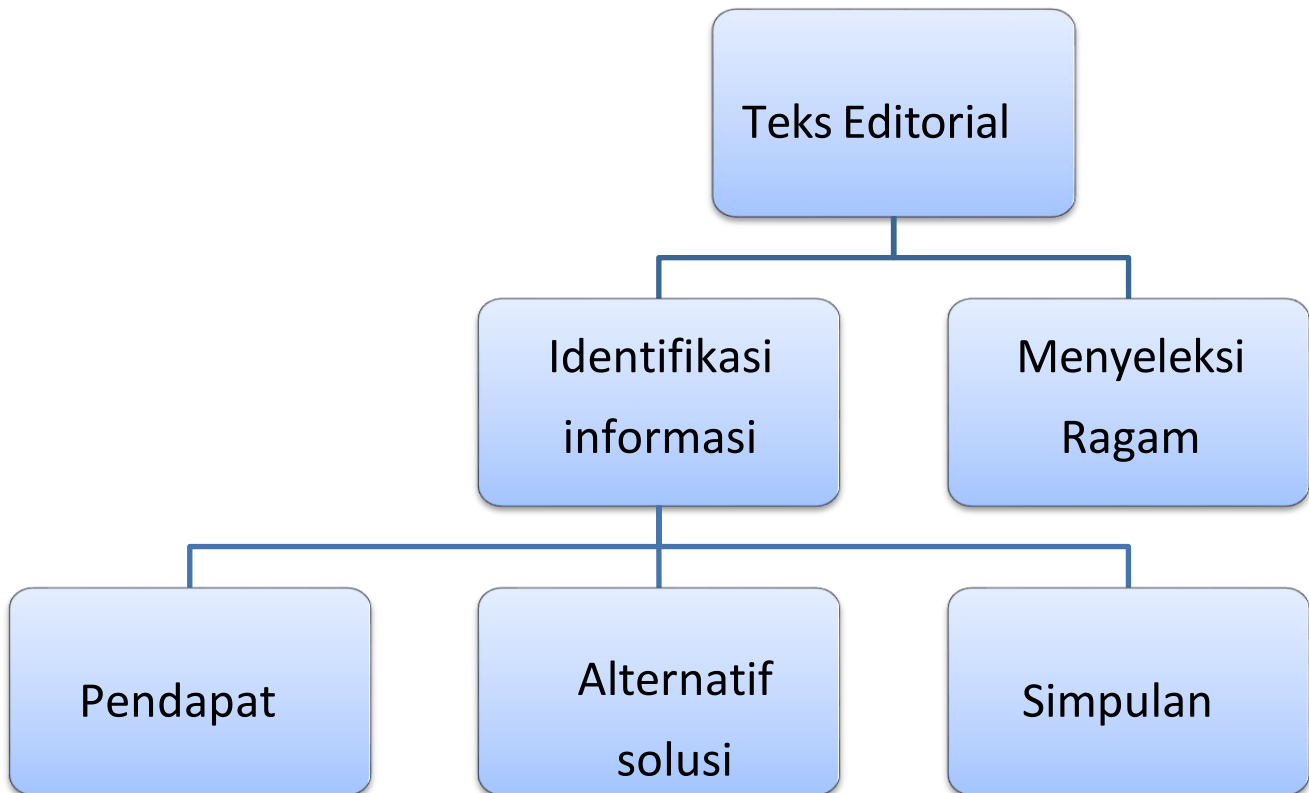 Teks Editorial
Identifikasi
informasi
Menyeleksi
Ragam
Pendapat
Alternatif
solusi
Simpulan